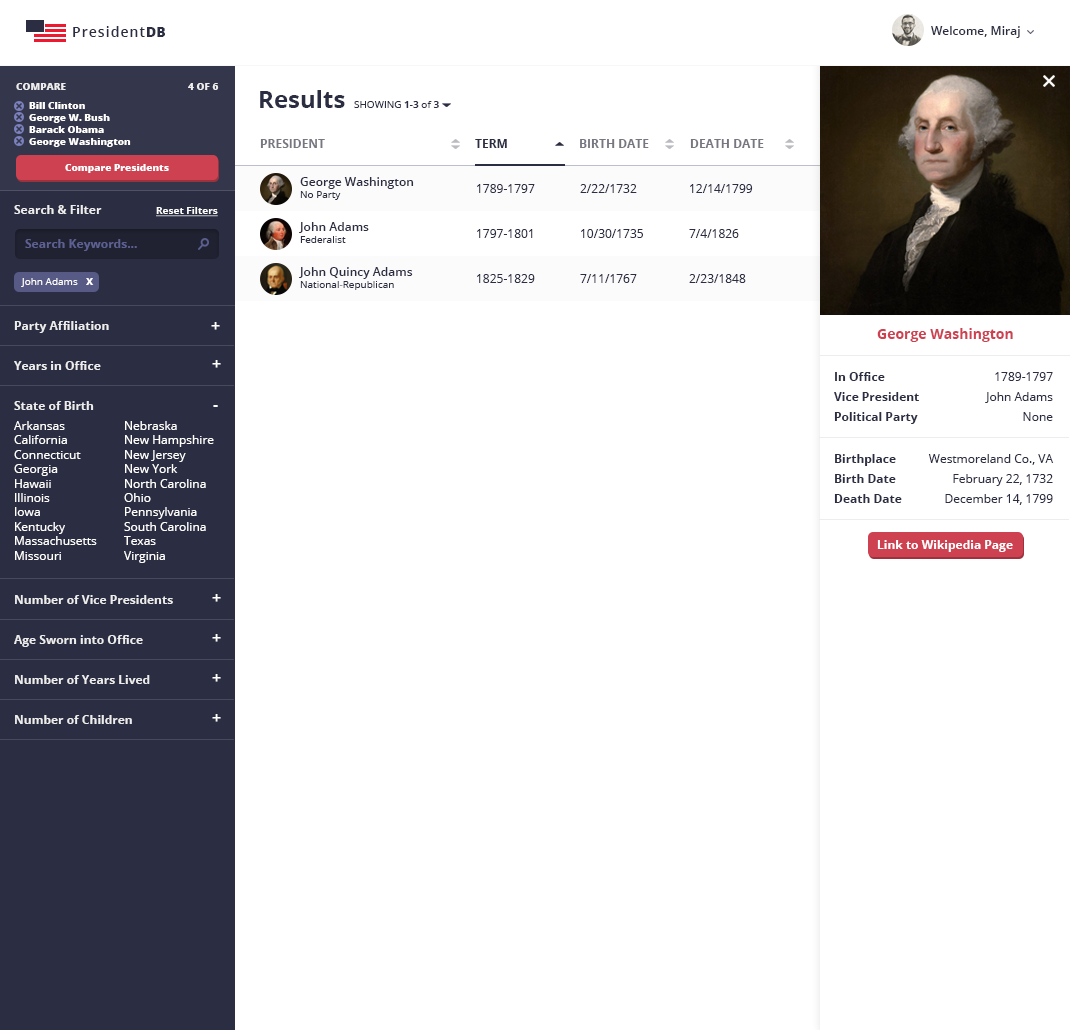 PresidentDB
Welcome, Miraj
COMPARE 4 OF 6
Bill Clinton
George W. Bush
Barack Obama
George Washington
Compare Presidents
Search & Filter Reset Filters
Search Keywords...
John Adams X
Party Affiliation +
Years in Office +
State of Birth -
Arkansas Nebraska
California New Hampshire
Connecticut New Jersey
Georgia New York
Hawaii North Carolina
Illinois Ohio
Iowa Pennsylvania
Kentucky South Carolina
Massachusetts Texas
Missouri Virginia
Number of Vice Presidents +
Age Sworn into Office +
Number of Years Lived +
Number of Children +
Results SHOWING 1-3 of 3
PRESIDENT TERM BIRTH DATE DEATH DATE
George Washington 1789-1797 2/22/1732 12/14/1799
No Party
John Adams 1797-1801 10/30/1735 7/4/1826
Federalist
John Quincy Adams 1825-1829 7/11/1767 2/23/1848
National-Republican
George Washington
In Office 1789-1797
Vice President John Adams
Political Party None
Birthplace Westmoreland Co., VA
Birth Date February 22, 1732
Death Date December 14, 1799
Link to Wikipedia Page